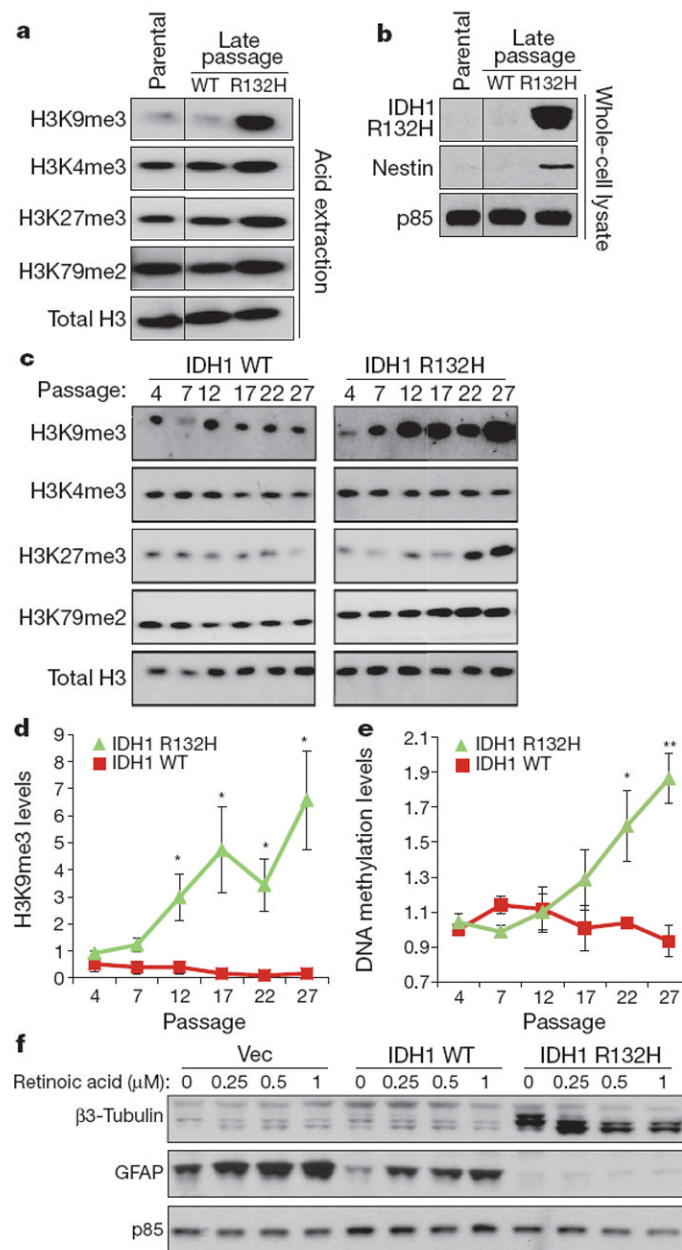 a
Parental
Late passage
WT R132H
H3K9me3
H3K4me3
H3K27me3
H3K79me2
Total H3
Acid extraction
b
Parental
Late passage
WT R132H
IDH1 R132H
Nestin
p85
Whole-cell lysate
c
IDH1 WT
IDH1 R132H
Passage: 4 7 12 17 22 27 4 7 12 17 22 27
H3K9me3
H3K4me3
H3K27me3
H3K79me2
Total H3
d
IDH1 R132H
IDH1 WT
H3K9me3 levels
9
8
7
6
5
4
3
2
1
0
* * * *
4 7 12 17 22 27
Passage
e
IDH1 R132H
IDH1 WT
DNA methylation levels
2.1
1.9
1.7
1.5
1.3
1.1
0.9
0.7
* **
4 7 12 17 22 27
Passage
f
Vec IDH1 WT IDH1 R132H
Retinoic acid (μM): 0 0.25 0.5 1 0 0.25 0.5 1 0 0.25 0.5 1
β3-Tubulin
GFAP
p85